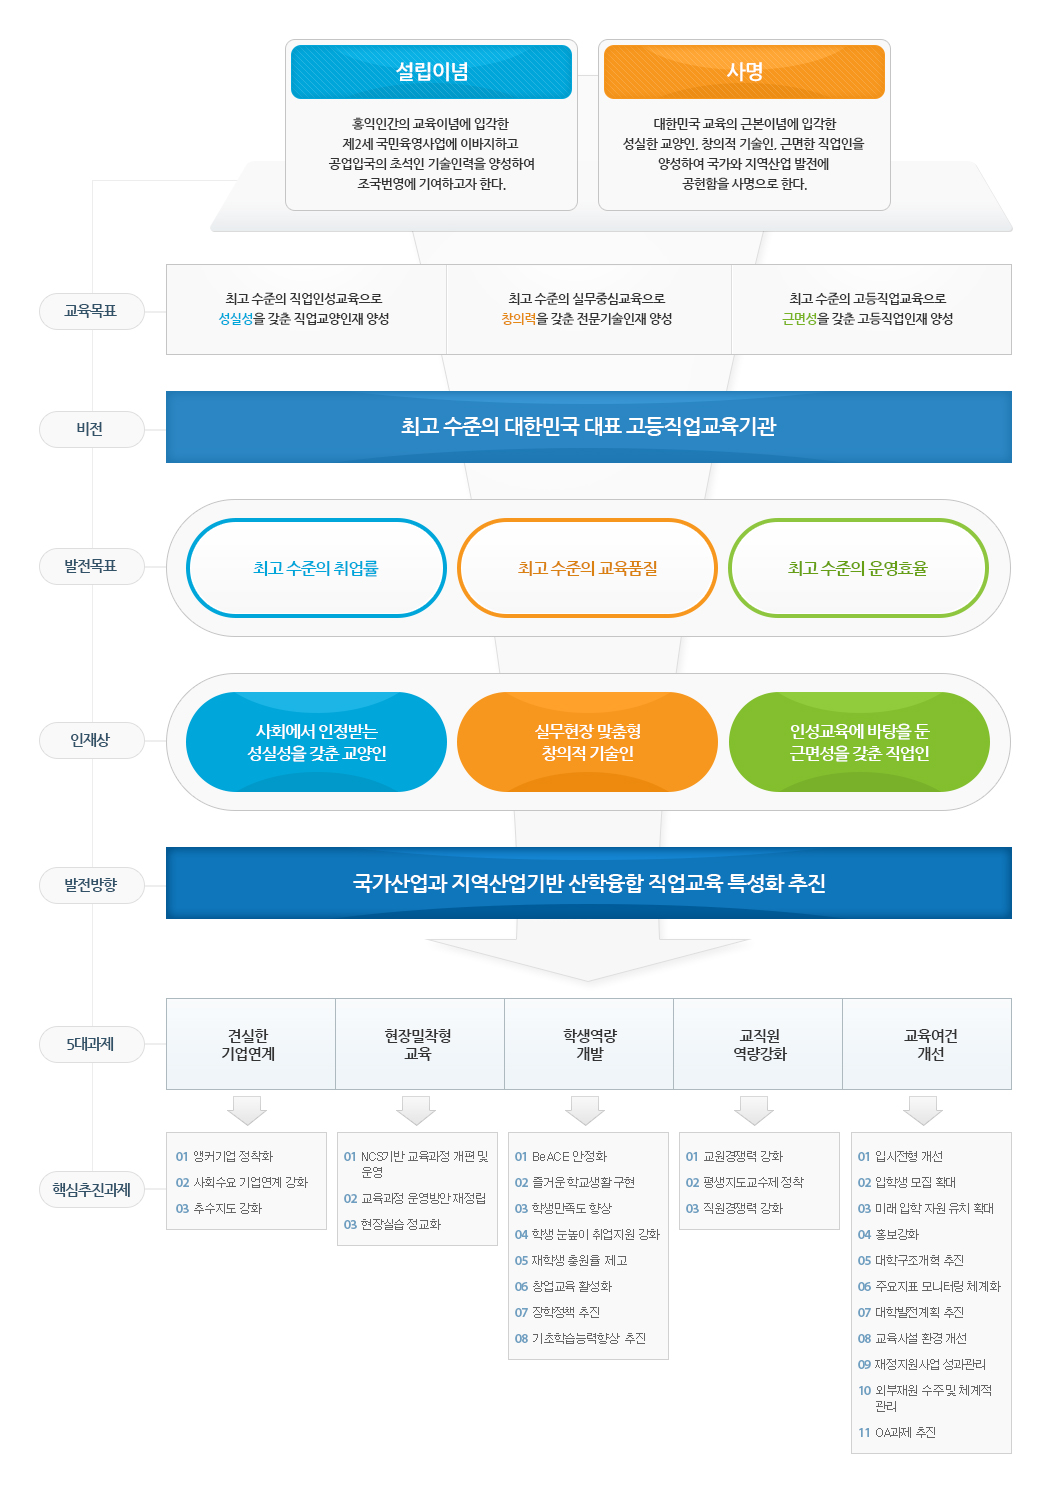 설립이념
홍익인간의 교육이념에 입각한
제2세 국민육영사업에 이바지하고
공업입국의 초석인 기술인력을 양성하여
조국번영에 기여하고자 한다.
사명
대한민국 교육의 근본이념에 입각한
성실한 교양인, 창의적 기술인, 근면한 직업인을
양성하여 국가와 지역산업 발전에
공헌함을 사명으로 한다.
교육목표
최고 수준의 직업인성교육으로
성실성을 갖춘 직업교양인재 양성
최고 수준의 실무중심교육으로
창의력을 갖춘 전문기술인재 양성
최고 수준의 고등직업교육으로
근면성을 갖춘 고등직업인재 양성
비전
최고 수준의 대한민국 대표 고등직업교육기관
발전목표
최고 수준의 취업률
최고 수준의 교육품질
최고 수준의 운영효율
인재상
사회에서 인정받는
성실성을 갖춘 교양인
실무현장 맞춤형
창의적 기술인
인성교육에 바탕을 둔
근면성을 갖춘 직업인
발전방향
국가산업과 지역산업기반 산학융합 직업교육 특성화 추진
5대과제
견실한
기업연계
현장밀착형
교육
학생역량
개발
교직원
역량강화
교육여건
개선
핵심추진과제
01 앵커기업 정착화
02 사회수요 기업연계 강화
03 추수지도 강화
01 NCS기반 교육과정 개편 및
운영
02 교육과정 운영방안 재정립
03 현장실습 정교화
01 BeACE 안정화
02 즐거운 학교생활 구현
03 학생만족도 향상
04 학생 눈높이 취업지원 강화
05 재학생 충원율 제고
06 창업교육 활성화
07 장학정책 추진
08 기초학습능력향상 추진
01 교원경쟁력 강화
02 평생지도교수제 정착
03 직원경쟁력 강화
01 입시전형 개선
02 입학생 모집 확대
03 미래 입학 자원 유치 확대
04 홍보강화
05 대학구조개혁 추진
06 주요지표 모니터링 체계화
07 대학발전계획 추진
08 교육시설 환경 개선
09 재정지원사업 성과관리
10 외부재원 수주 및 체계적
관리
11 OA과제 추진